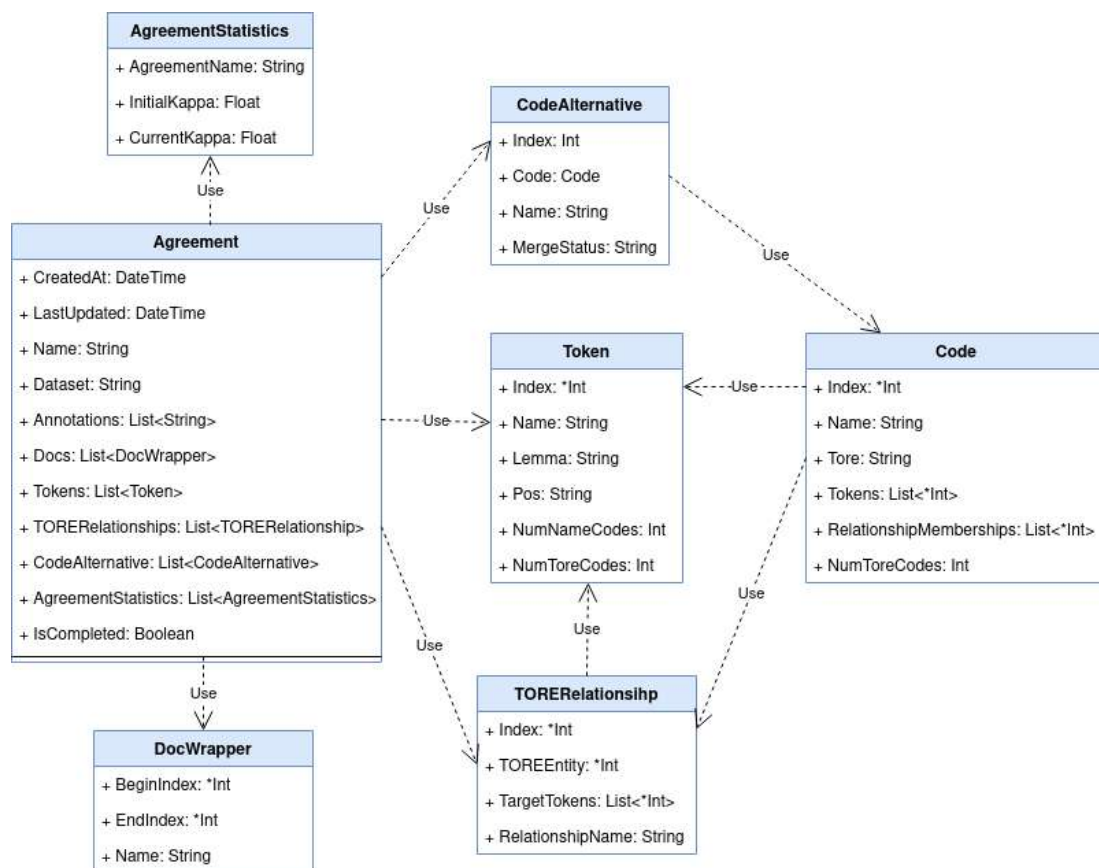 AgreementStatistics
+ AgreementName: String
+ InitialKappa: Float
+ CurrentKappa: Float
Use
Agreement
+ CreatedAt: DateTime
+ LastUpdated: DateTime
+ Name: String
+ Dataset: String
+ Annotations: List<String>
+ Docs: List<DocWrapper>
+ Tokens: List<Token>
+ TORERelationships: List<TORERelationship>
+ CodeAlternative: List<CodeAlternative>
+ AgreementStatistics: List<AgreementStatistics>
+ IsCompleted: Boolean
Use
DocWrapper
+ BeginIndex: *Int
+ EndIndex: *Int
+ Name: String
Use
CodeAlternative
+ Index: Int
+ Code: Code
+ Name: String
+ MergeStatus: String
Use
Use
Token
+ Index: *Int
+ Name: String
+ Lemma: String
+ Pos: String
+ NumNameCodes: Int
+ NumToreCodes: Int
Use
Code
+ Index: *Int
+ Name: String
+ Tore: String
+ Tokens: List<*Int>
+ RelationshipMemberships: List<*Int>
+ NumToreCodes: Int
Use
Use
Use
TORERelationsihp
+ Index: *Int
+ TOREEntity: *Int
+ TargetTokens: List<*Int>
+ RelationshipName: String